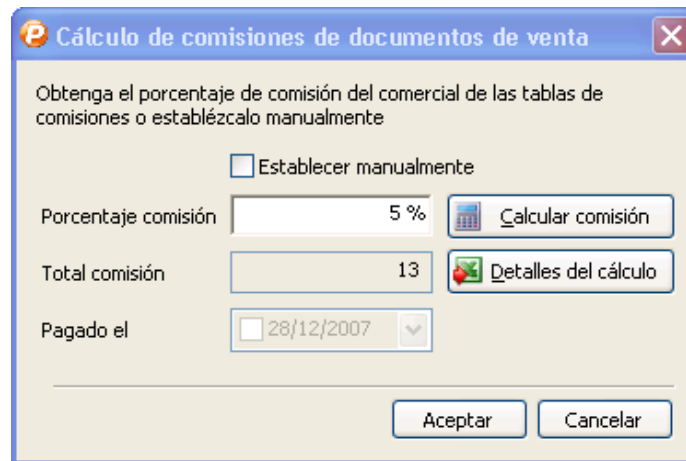 Cálculo de comisiones de documentos de venta
Obtenga el porcentaje de comisión del comercial de las tablas de
comisiones o establézcalo manualmente
Establecer manualmente
Porcentaje comisión 5 % Calcular comisión
Total comisión 13 Detalles del cálculo
Pagado el 28/12/2007
Aceptar Cancelar